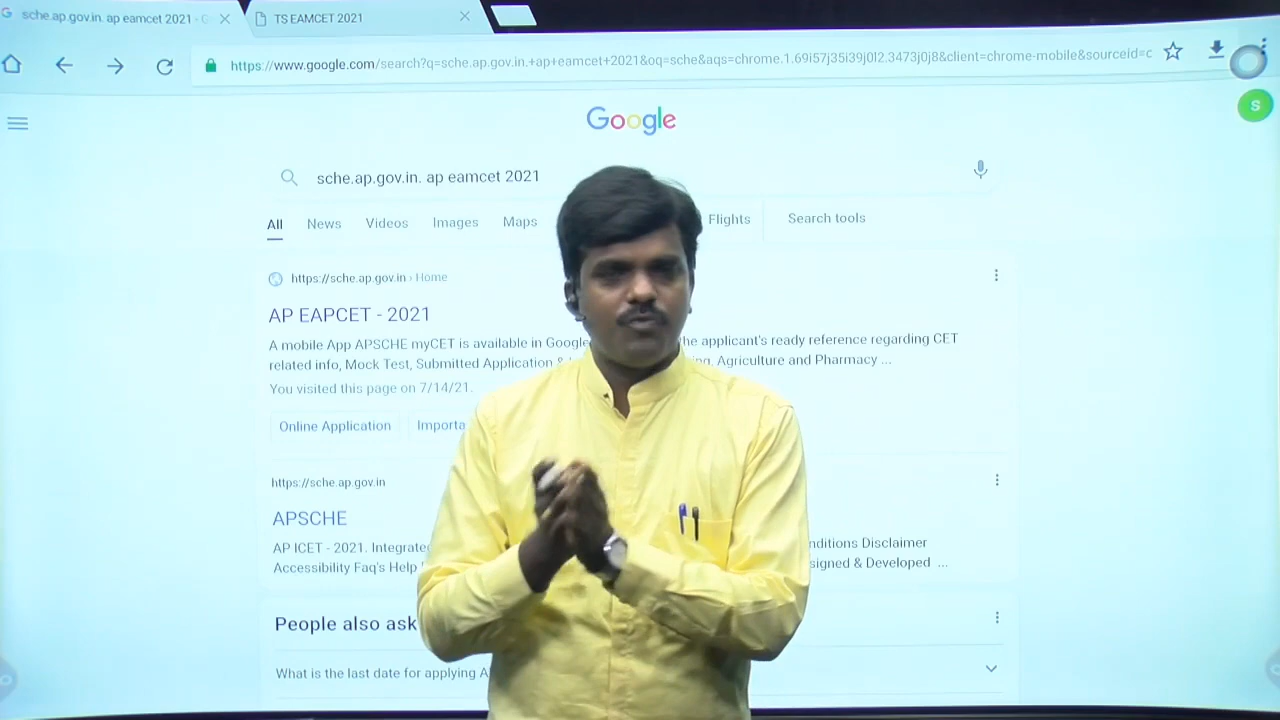 sche.ap.gov.in. ap eamcet 2021 - G
TS EAMCET 2021
https://www.google.com/search?q=sche.ap.gov.in.+ap+eamcet+2021&oq=sche&aqs=chrome.1.69i57j35i39j0l2.3473j0j8&client=chrome-mobile&sourceid=c
S
Google
sche.ap.gov.in. ap eamcet 2021
All News Videos Images Maps Flights Search tools
https://sche.ap.gov.in › Home
AP EAPCET - 2021
A mobile App APSCHE myCET is available in Google he applicant's ready reference regarding CET
related info, Mock Test, Submitted Application & ng, Agriculture and Pharmacy ...
You visited this page on 7/14/21.
Online Application Importa
https://sche.ap.gov.in
APSCHE
AP ICET - 2021. Integrate nditions Disclaimer
Accessibility Faq's Help signed & Developed ...
People also ask
What is the last date for applying A